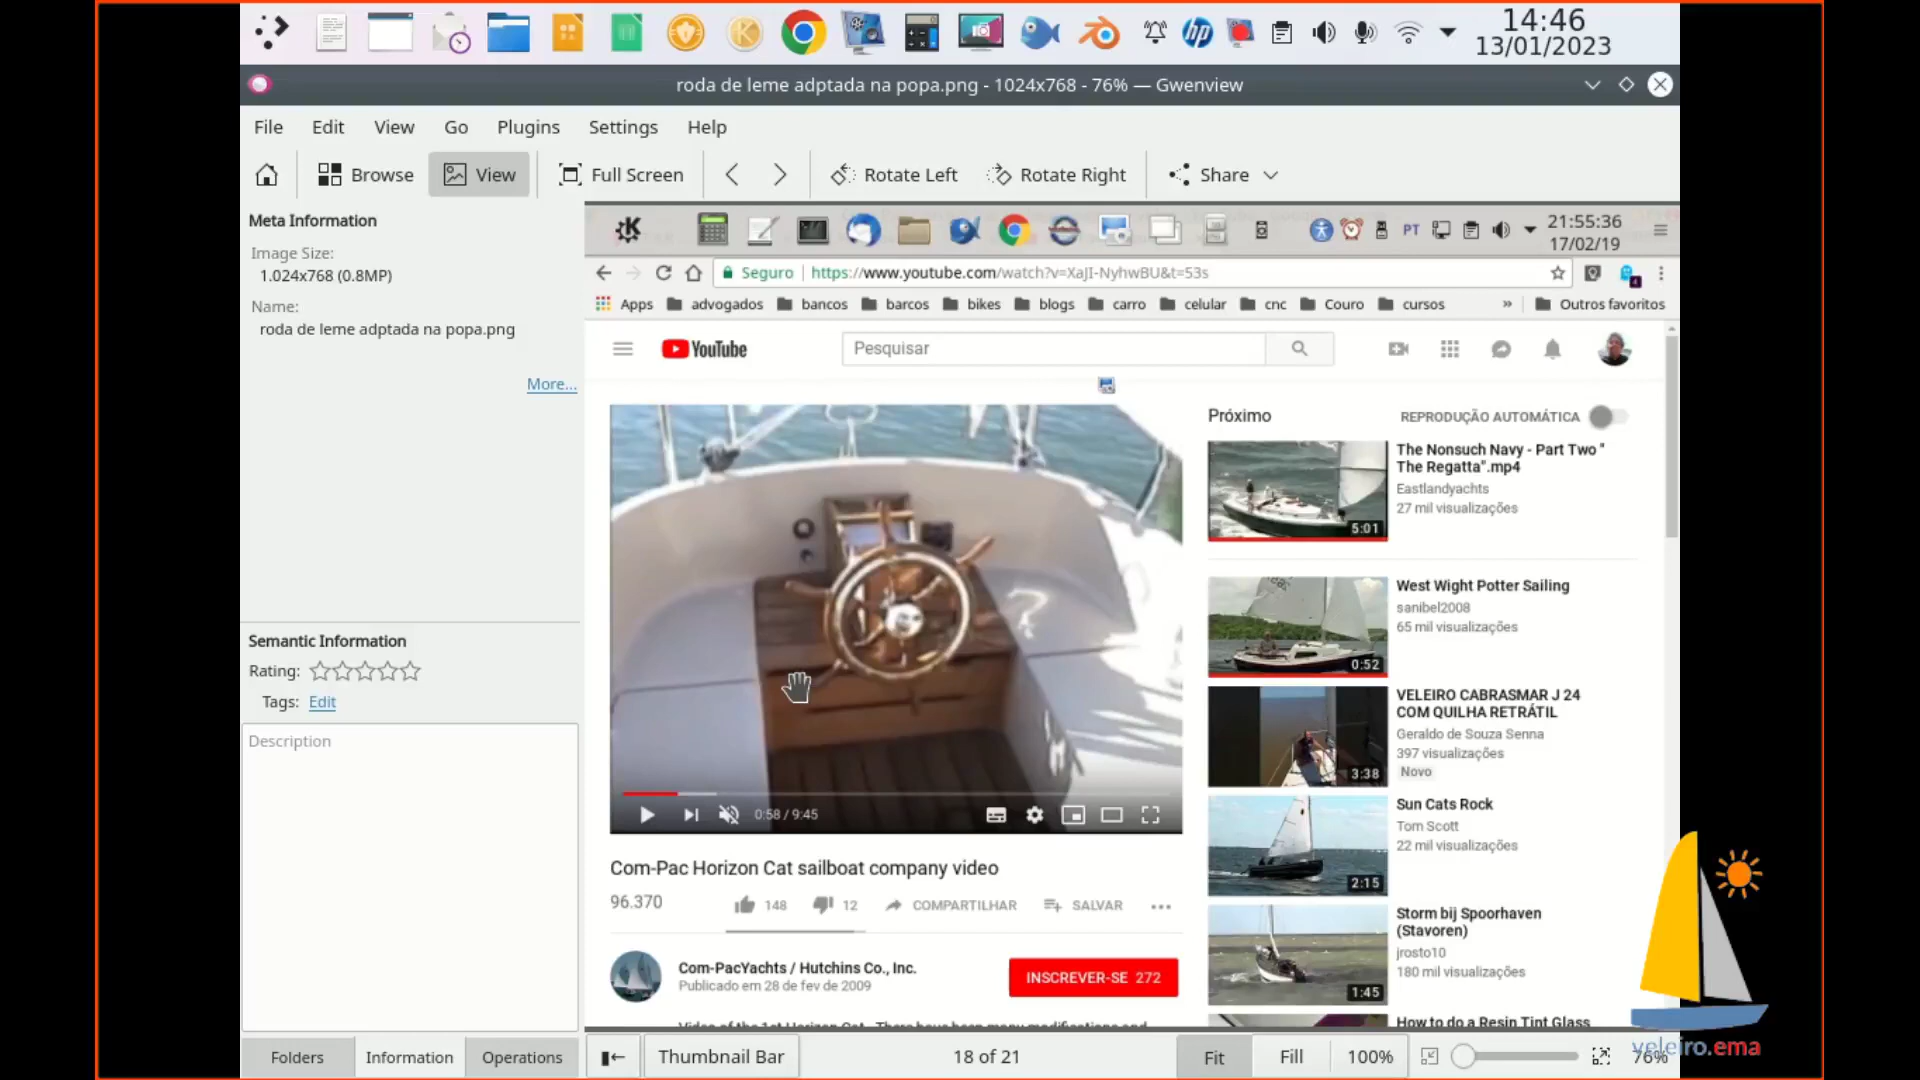 14:46
13/01/2023
roda de leme adptada na popa.png - 1024x768 - 76% — Gwenview
File Edit View Go Plugins Settings Help
Browse View Full Screen Rotate Left Rotate Right Share
Meta Information
Image Size:
1.024x768 (0.8MP)
Name:
roda de leme adptada na popa.png
More...
Semantic Information
Rating:
Tags: Edit
Description
PT 21:55:36
17/02/19
Seguro https://www.youtube.com/watch?v=XaJI-NyhwBU&t=53s
Apps advogados bancos barcos bikes blogs carro celular cnc Couro cursos » Outros favoritos
YouTube Pesquisar
0:58 / 9:45
Com-Pac Horizon Cat sailboat company video
96.370 148 12 COMPARTILHAR SALVAR
Com-PacYachts / Hutchins Co., Inc.
Publicado em 28 de fev de 2009
INSCREVER-SE 272
Próximo REPRODUÇÃO AUTOMÁTICA
The Nonsuch Navy - Part Two "
The Regatta".mp4
Eastlandyachts
27 mil visualizações
5:01
West Wight Potter Sailing
sanibel2008
65 mil visualizações
0:52
VELEIRO CABRASMAR J 24
COM QUILHA RETRÁTIL
Geraldo de Souza Senna
397 visualizações
Novo
3:38
Sun Cats Rock
Tom Scott
22 mil visualizações
2:15
Storm bij Spoorhaven
(Stavoren)
jrosto10
180 mil visualizações
1:45
How to do a Resin Tint Glass
Folders Information Operations Thumbnail Bar 18 of 21 Fit Fill 100% 76%
veleiro.ema